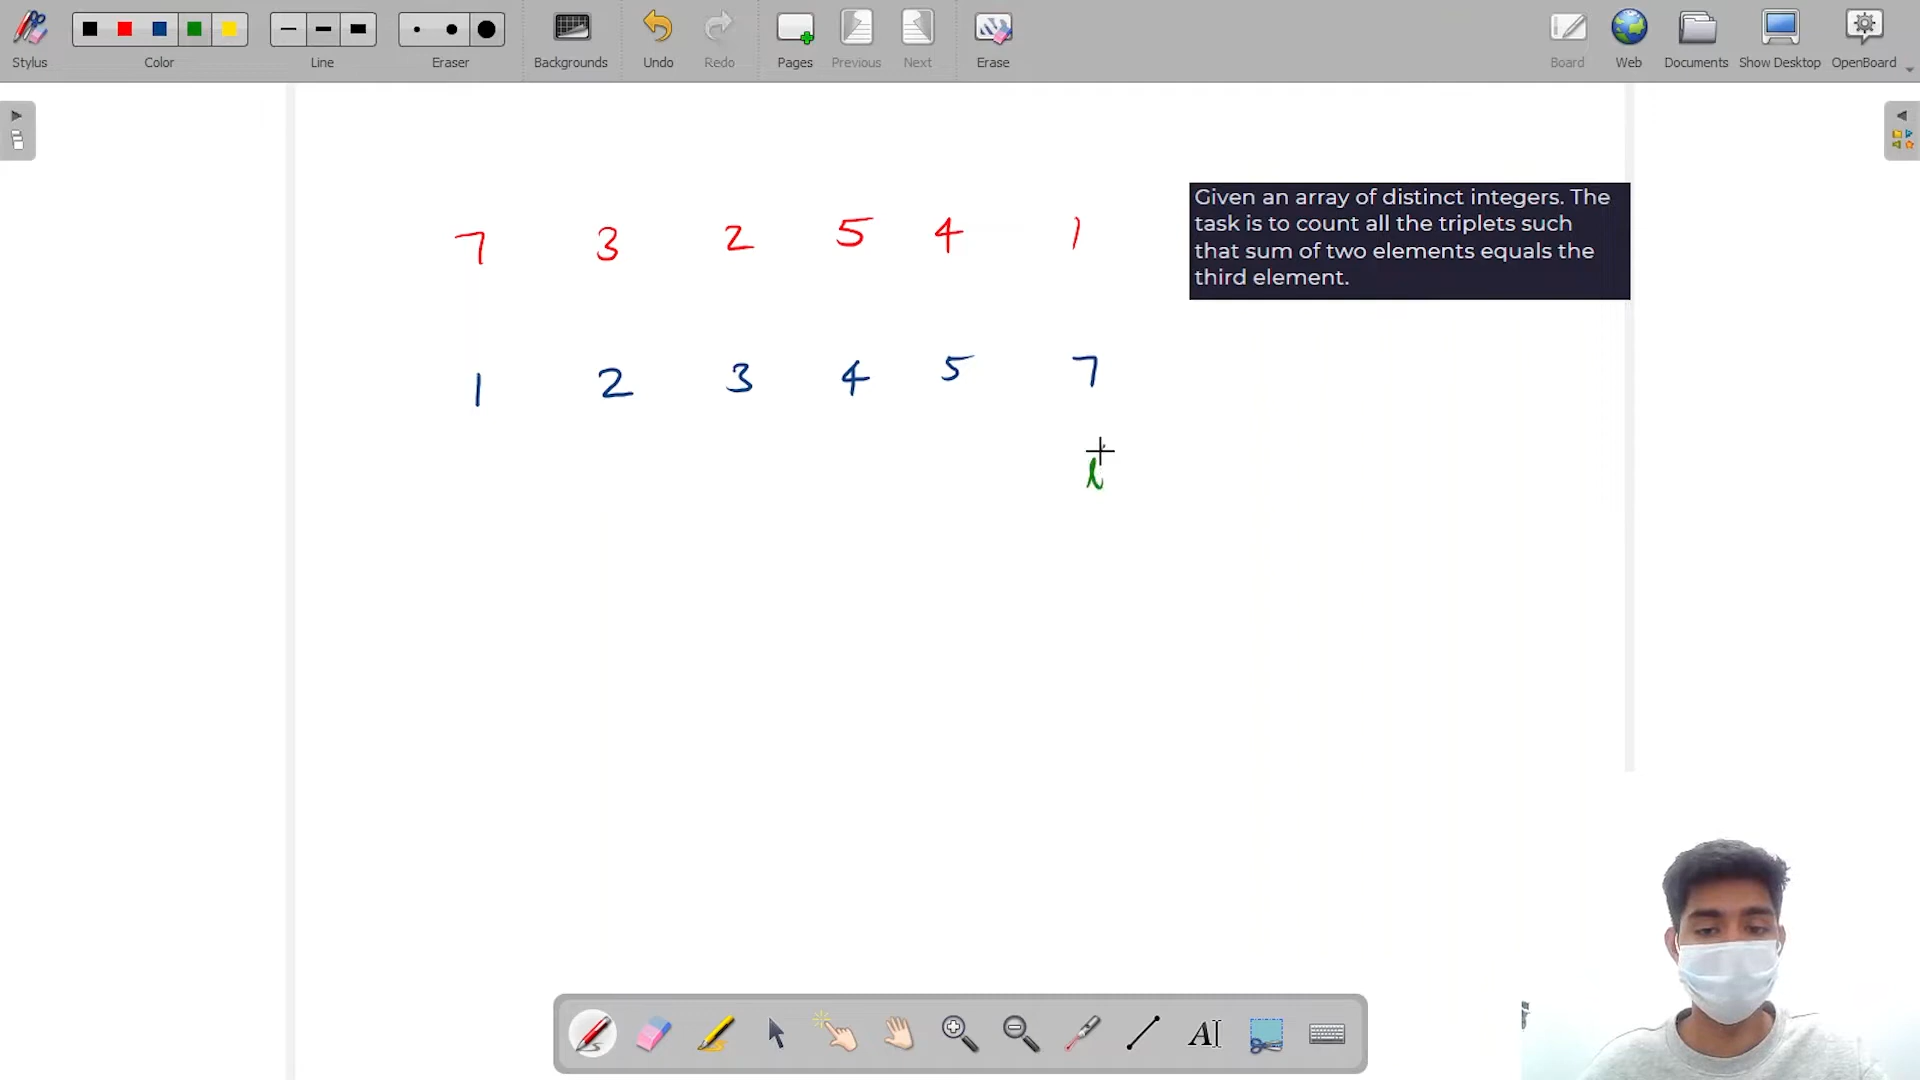 Stylus Color Line Eraser Backgrounds Undo Redo Pages Previous Next Erase Board Web Documents Show Desktop OpenBoard
7 3 2 5 4 1
Given an array of distinct integers. The
task is to count all the triplets such
that sum of two elements equals the
third element.
1 2 3 4 5 7
i
AI